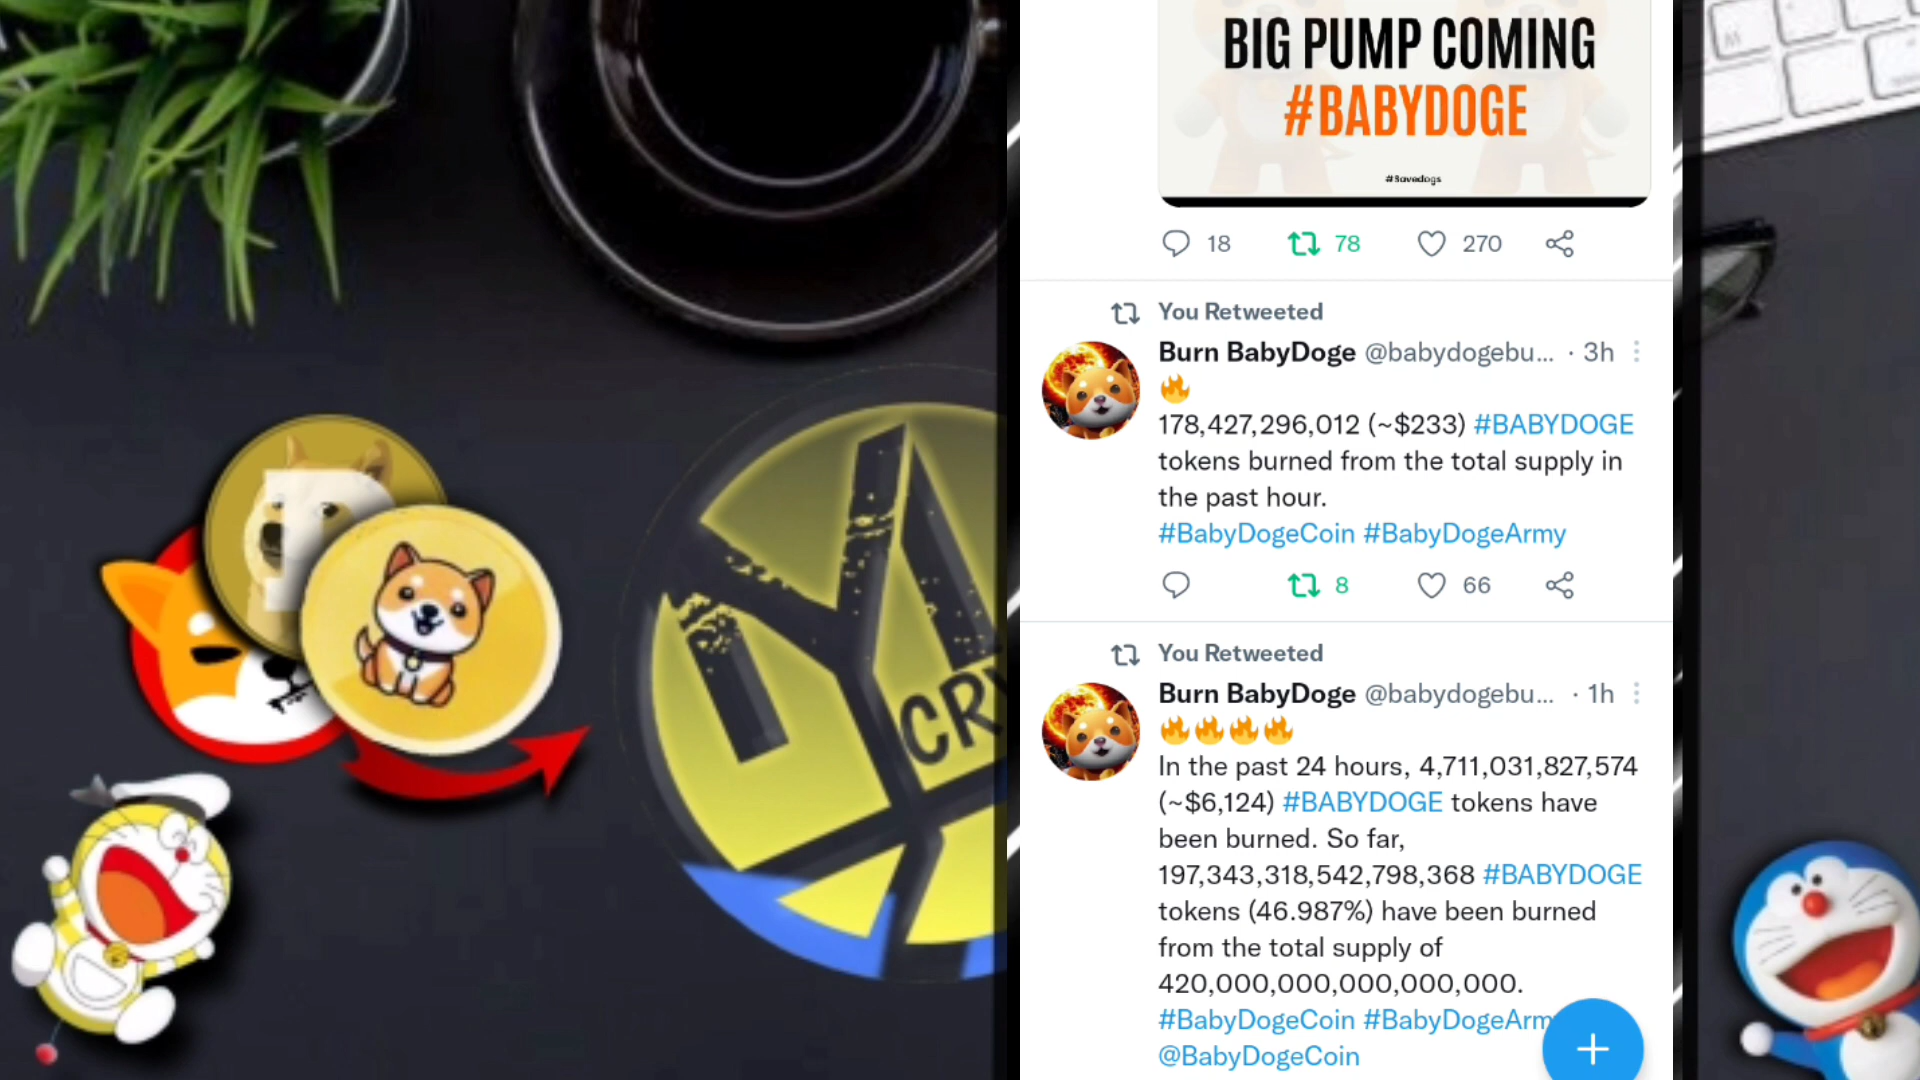 BIG PUMP COMING
#BABYDOGE
#Savedogs
18 78 270
You Retweeted
Burn BabyDoge @babydogebu... · 3h
🔥
178,427,296,012 (~$233) #BABYDOGE
tokens burned from the total supply in
the past hour.
#BabyDogeCoin #BabyDogeArmy
8 66
You Retweeted
Burn BabyDoge @babydogebu... · 1h
🔥🔥🔥🔥
In the past 24 hours, 4,711,031,827,574
(~$6,124) #BABYDOGE tokens have
been burned. So far,
197,343,318,542,798,368 #BABYDOGE
tokens (46.987%) have been burned
from the total supply of
420,000,000,000,000,000.
#BabyDogeCoin #BabyDogeArm
@BabyDogeCoin